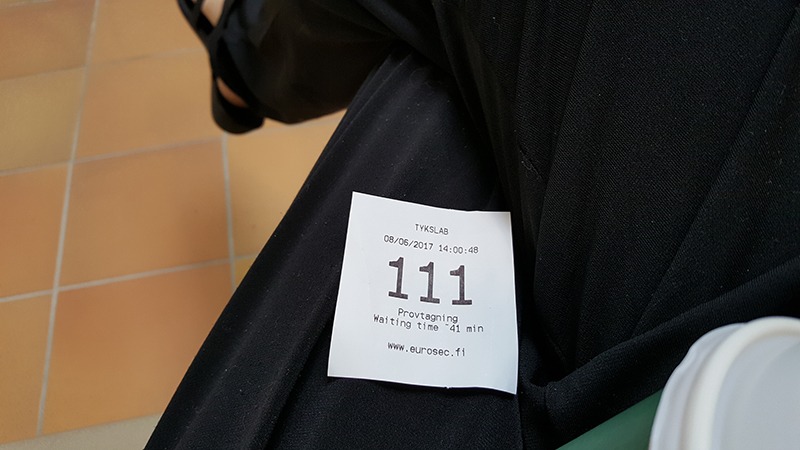 TYKSLAB
08/06/2017 14:00:48
111
Provtagning
Waiting time ~41 min
www.eurosec.fi